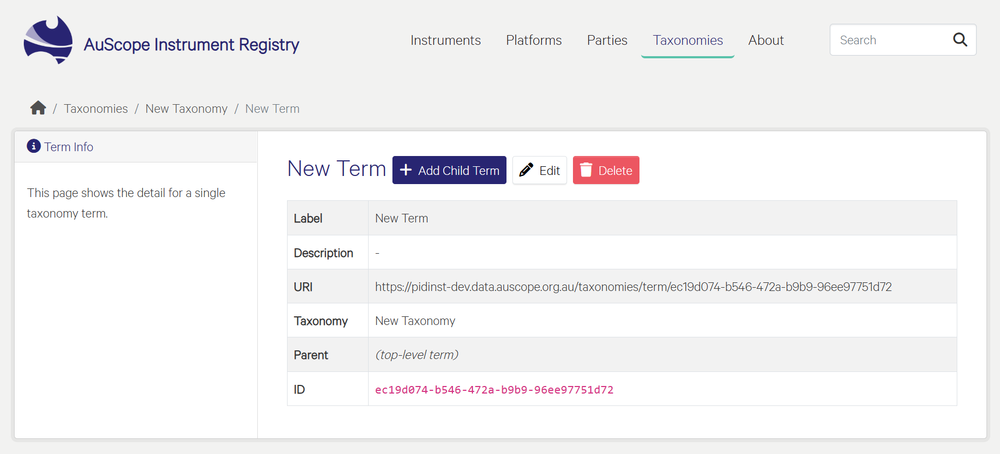 AuScope Instrument Registry
Instruments Platforms Parties Taxonomies About
Search
/ Taxonomies / New Taxonomy / New Term
Term Info
This page shows the detail for a single
taxonomy term.
New Term
Add Child Term
Edit
Delete
Label New Term
Description -
URI https://pidinst-dev.data.auscope.org.au/taxonomies/term/ec19d074-b546-472a-b9b9-96ee97751d72
Taxonomy New Taxonomy
Parent (top-level term)
ID ec19d074-b546-472a-b9b9-96ee97751d72